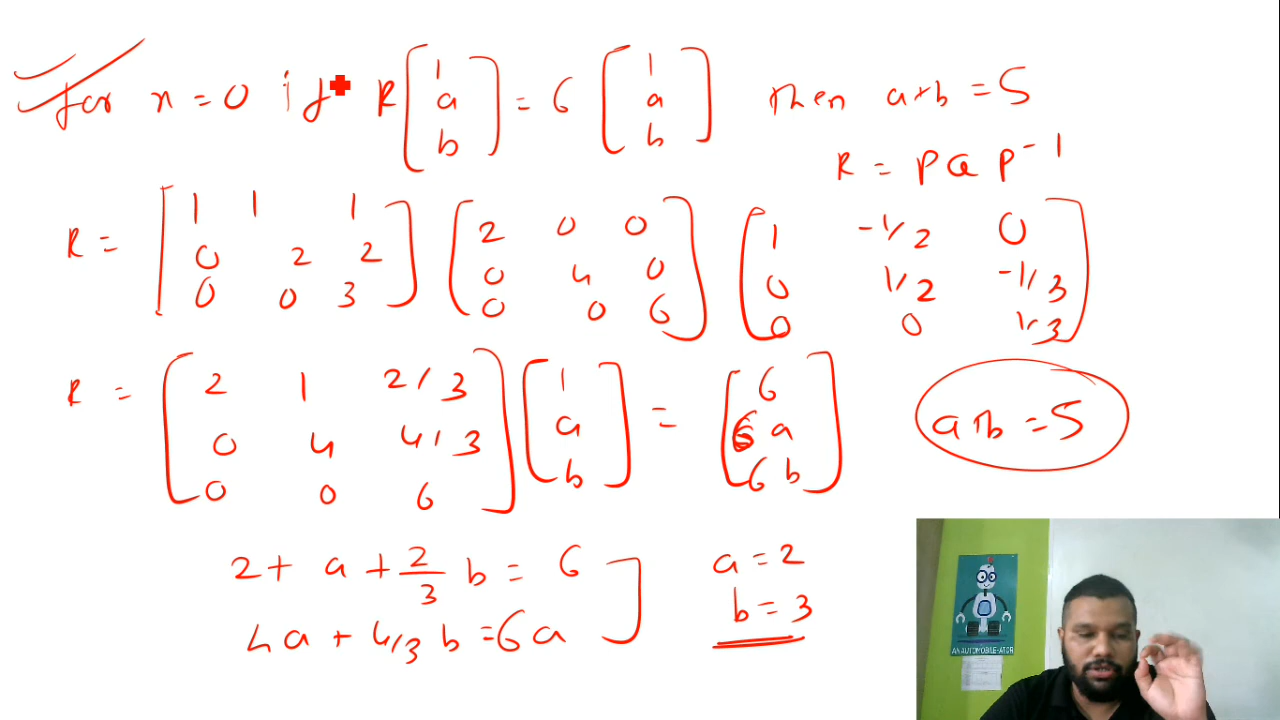 For x = 0 if R [1 a b] = 6 [1 a b] then a+b = 5
R = P Q P⁻¹
R = [1 1 1; 0 2 2; 0 0 3] [2 0 0; 0 4 0; 0 0 6] [1 -1/2 0; 0 1/2 -1/3; 0 0 1/3]
R = [2 1 2/3; 0 4 4/3; 0 0 6] [1 a b] = [6 6a 6b]
a+b = 5
2 + a + 2/3 b = 6
a = 2
4a + 4/3 b = 6a
b = 3
AN AUTOMOBILE-ATOR